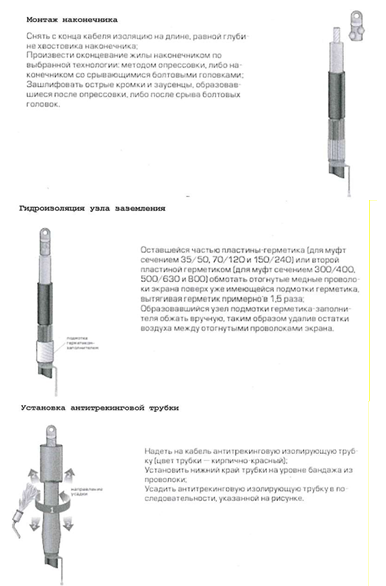 Монтаж наконечника
Снять с конца кабеля изоляцию на длине, равной глуби-
не хвостовика наконечника;
Произвести оконцевание жилы наконечником по
выбранной технологии: методом опрессовки, либо на-
конечником со срывающимися болтовыми головками;
Зашлифовать острые кромки и заусенцы, образовав-
шиеся после опрессовки, либо после срыва болтовых
головок.
Гидроизоляция узла заземления
Оставшейся частью пластины-герметика (для муфт
сечением 35/50, 70/120 и 150/240) или второй
пластиной герметиком (для муфт сечением 300/400,
500/630 и 800) обмотать отогнутые медные проволо-
ки экрана поверх уже имеющейся подмотки герметика,
вытягивая герметик примерно в 1,5 раза;
Образовавшийся узел подмотки герметика-заполни-
теля обжать вручную, таким образом удалив остатки
воздуха между отогнутыми проволоками экрана.
подмотка
герметиком-
заполнителем
Установка антитрекинговой трубки
Надеть на кабель антитрекинговую изолирующую труб-
ку (цвет трубки — кирпично-красный);
Установить нижний край трубки на уровне бандажа из
проволоки;
Усадить антитрекинговую изолирующую трубку в по-
следовательности, указанной на рисунке.
направление
усадки
1